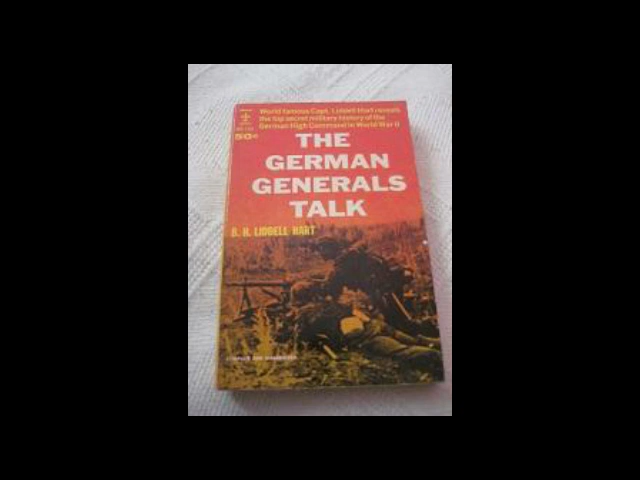 World famous Capt. Liddell Hart reveals
the top secret military history of the
German High Command in World War II
50¢
THE
GERMAN
GENERALS
TALK
B. H. LIDDELL HART